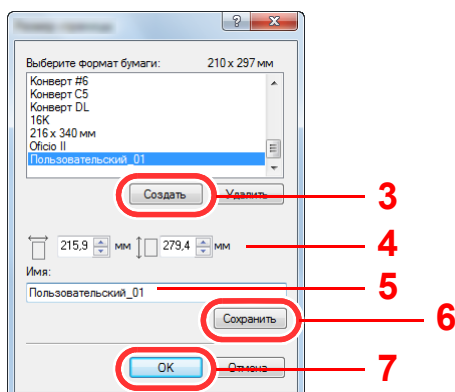 Размер страницы
Выберите формат бумаги: 210 x 297 мм
Конверт #6
Конверт C5
Конверт DL
16K
216 x 340 мм
Oficio II
Пользовательский_01
Создать Удалить 3
215,9 мм 279,4 мм 4
Имя: 5
Пользовательский_01
Сохранить 6
OK Отмена 7